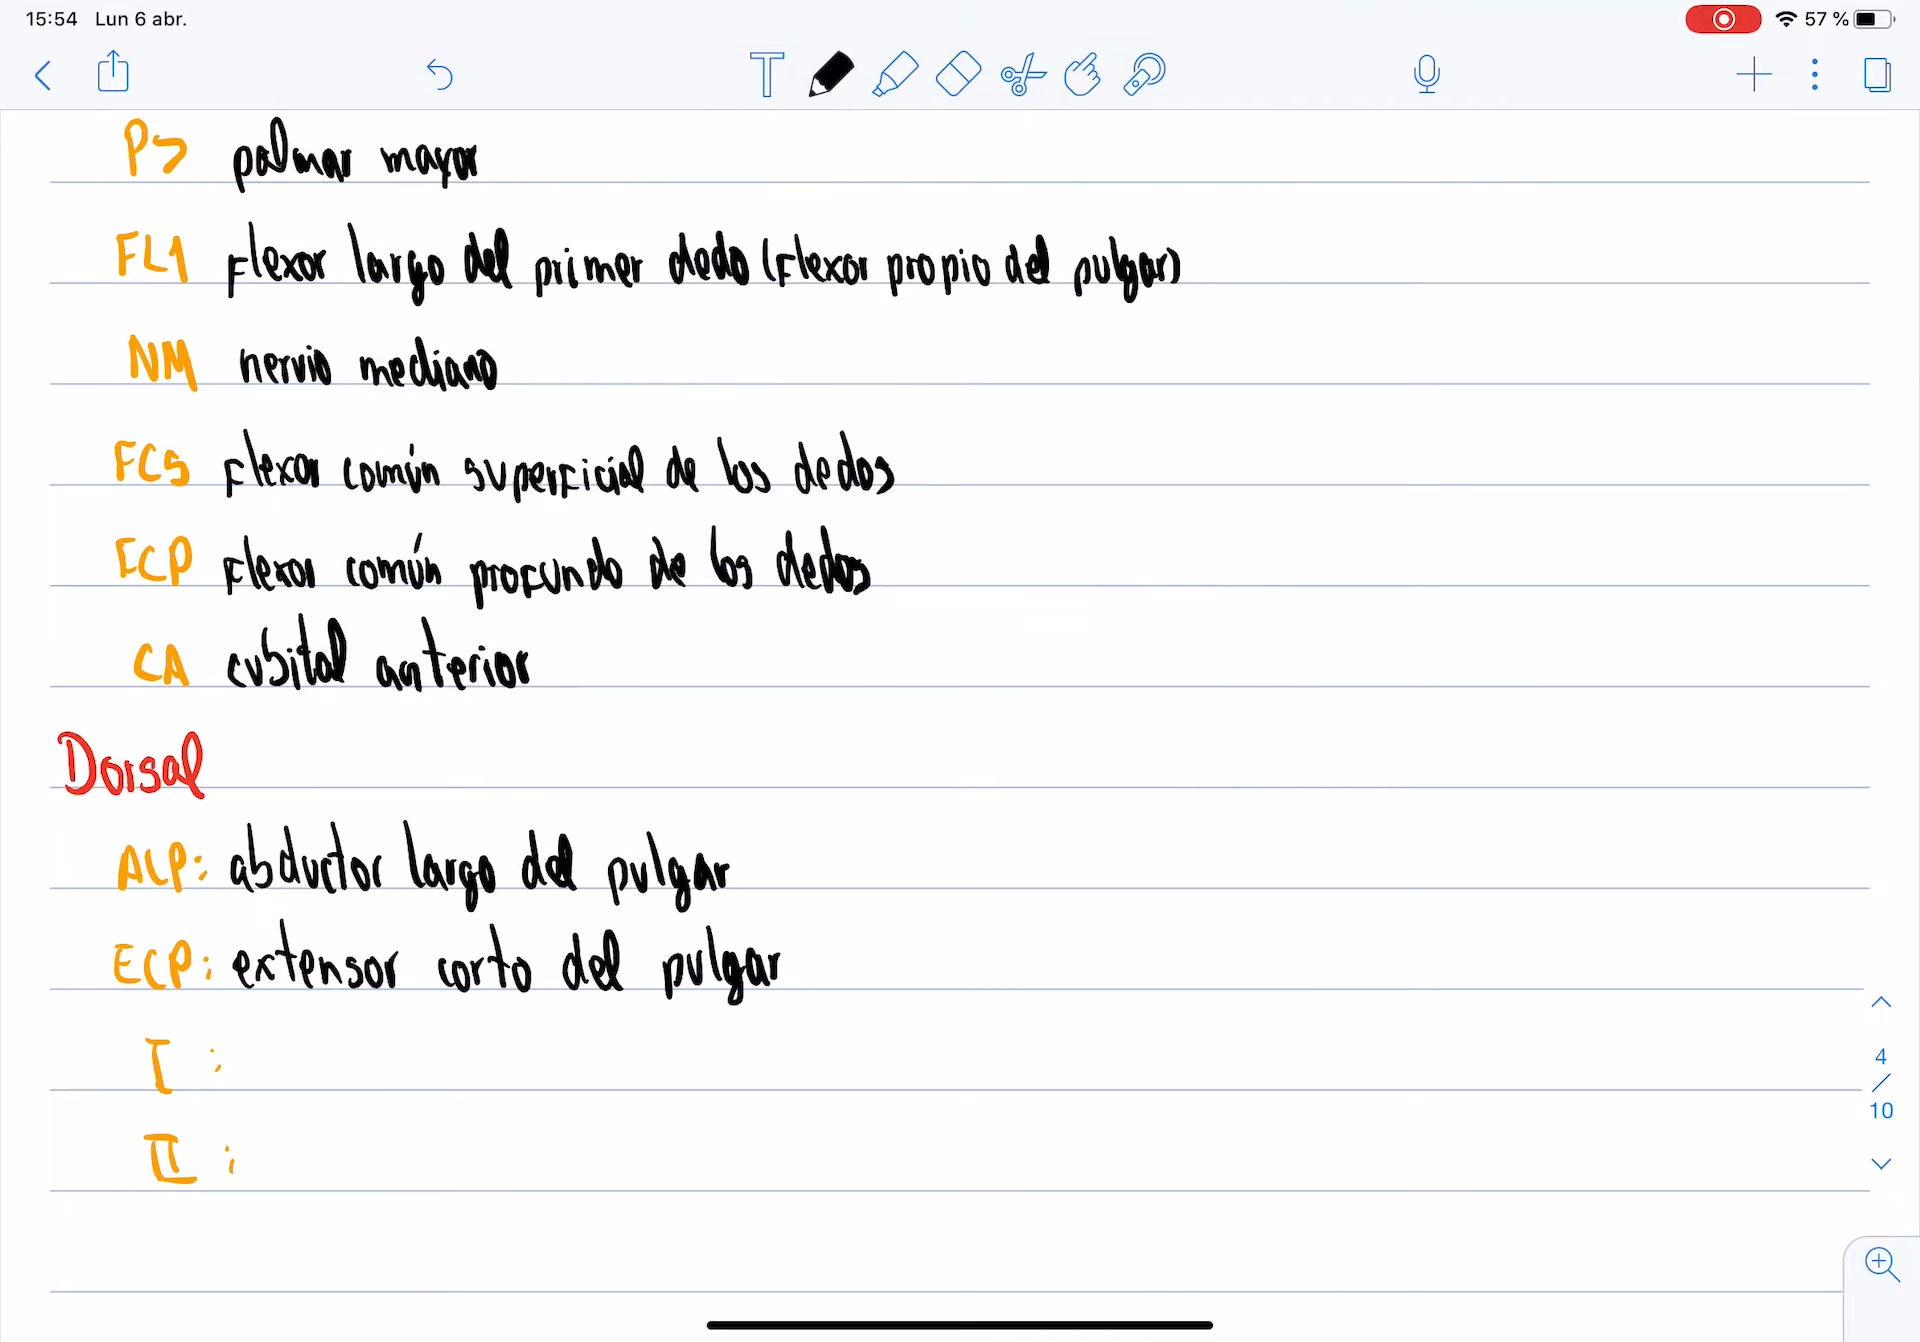 15:54 Lun 6 abr. 57 %
T
P> palmar mayor
FL1 Flexor largo del primer dedo (Flexor propio del pulgar)
NM nervio mediano
FCS Flexor común superficial de los dedos
FCP Flexor común profundo de los dedos
CA cubital anterior
Dorsal
ALP: abductor largo del pulgar
ECP: extensor corto del pulgar
I :
II :
4
/
10